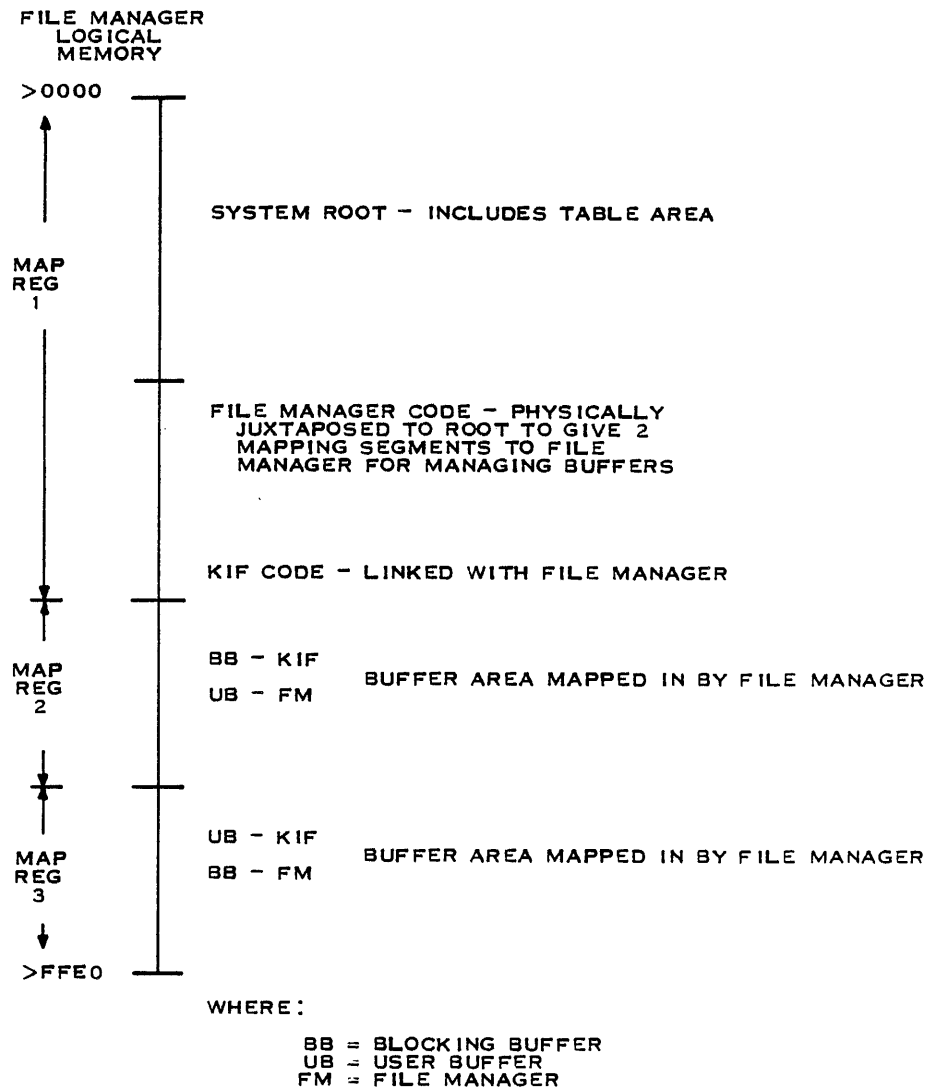 FILE MANAGER
LOGICAL
MEMORY
>0000
SYSTEM ROOT - INCLUDES TABLE AREA
MAP
REG
1
FILE MANAGER CODE - PHYSICALLY
JUXTAPOSED TO ROOT TO GIVE 2
MAPPING SEGMENTS TO FILE
MANAGER FOR MANAGING BUFFERS
KIF CODE - LINKED WITH FILE MANAGER
MAP
REG
2
BB - KIF
UB - FM
BUFFER AREA MAPPED IN BY FILE MANAGER
MAP
REG
3
UB - KIF
BB - FM
BUFFER AREA MAPPED IN BY FILE MANAGER
>FFE0
WHERE:
BB = BLOCKING BUFFER
UB = USER BUFFER
FM = FILE MANAGER